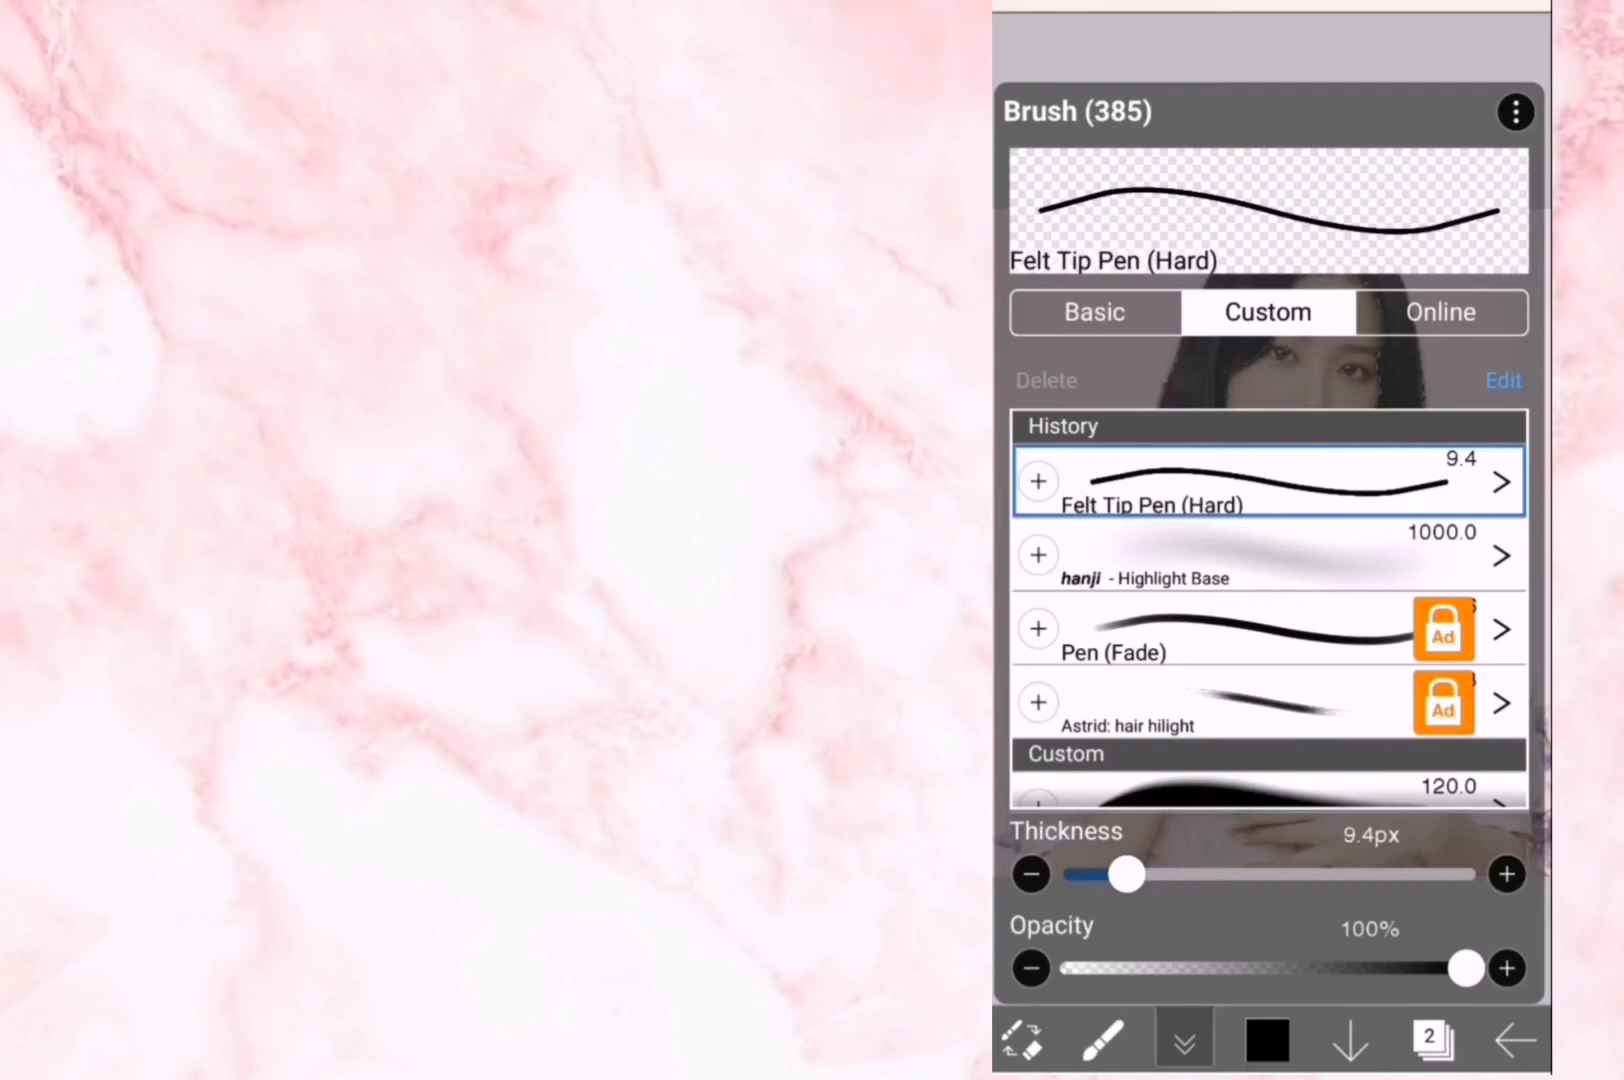 Brush (385)
Felt Tip Pen (Hard)
Basic Custom Online
Delete Edit
History
9.4
Felt Tip Pen (Hard)
1000.0
hanji - Highlight Base
Ad
Pen (Fade)
Ad
Astrid: hair hilight
Custom
120.0
Thickness 9.4px
Opacity 100%
2